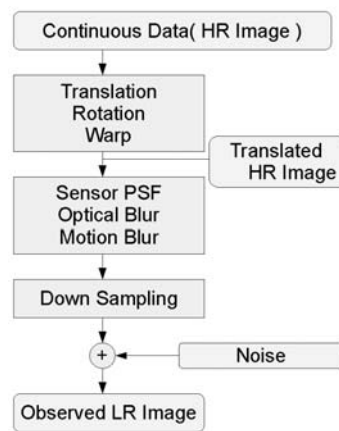 Continuous Data( HR Image )
Translation
Rotation
Warp
Translated
HR Image
Sensor PSF
Optical Blur
Motion Blur
Down Sampling
+
Noise
Observed LR Image